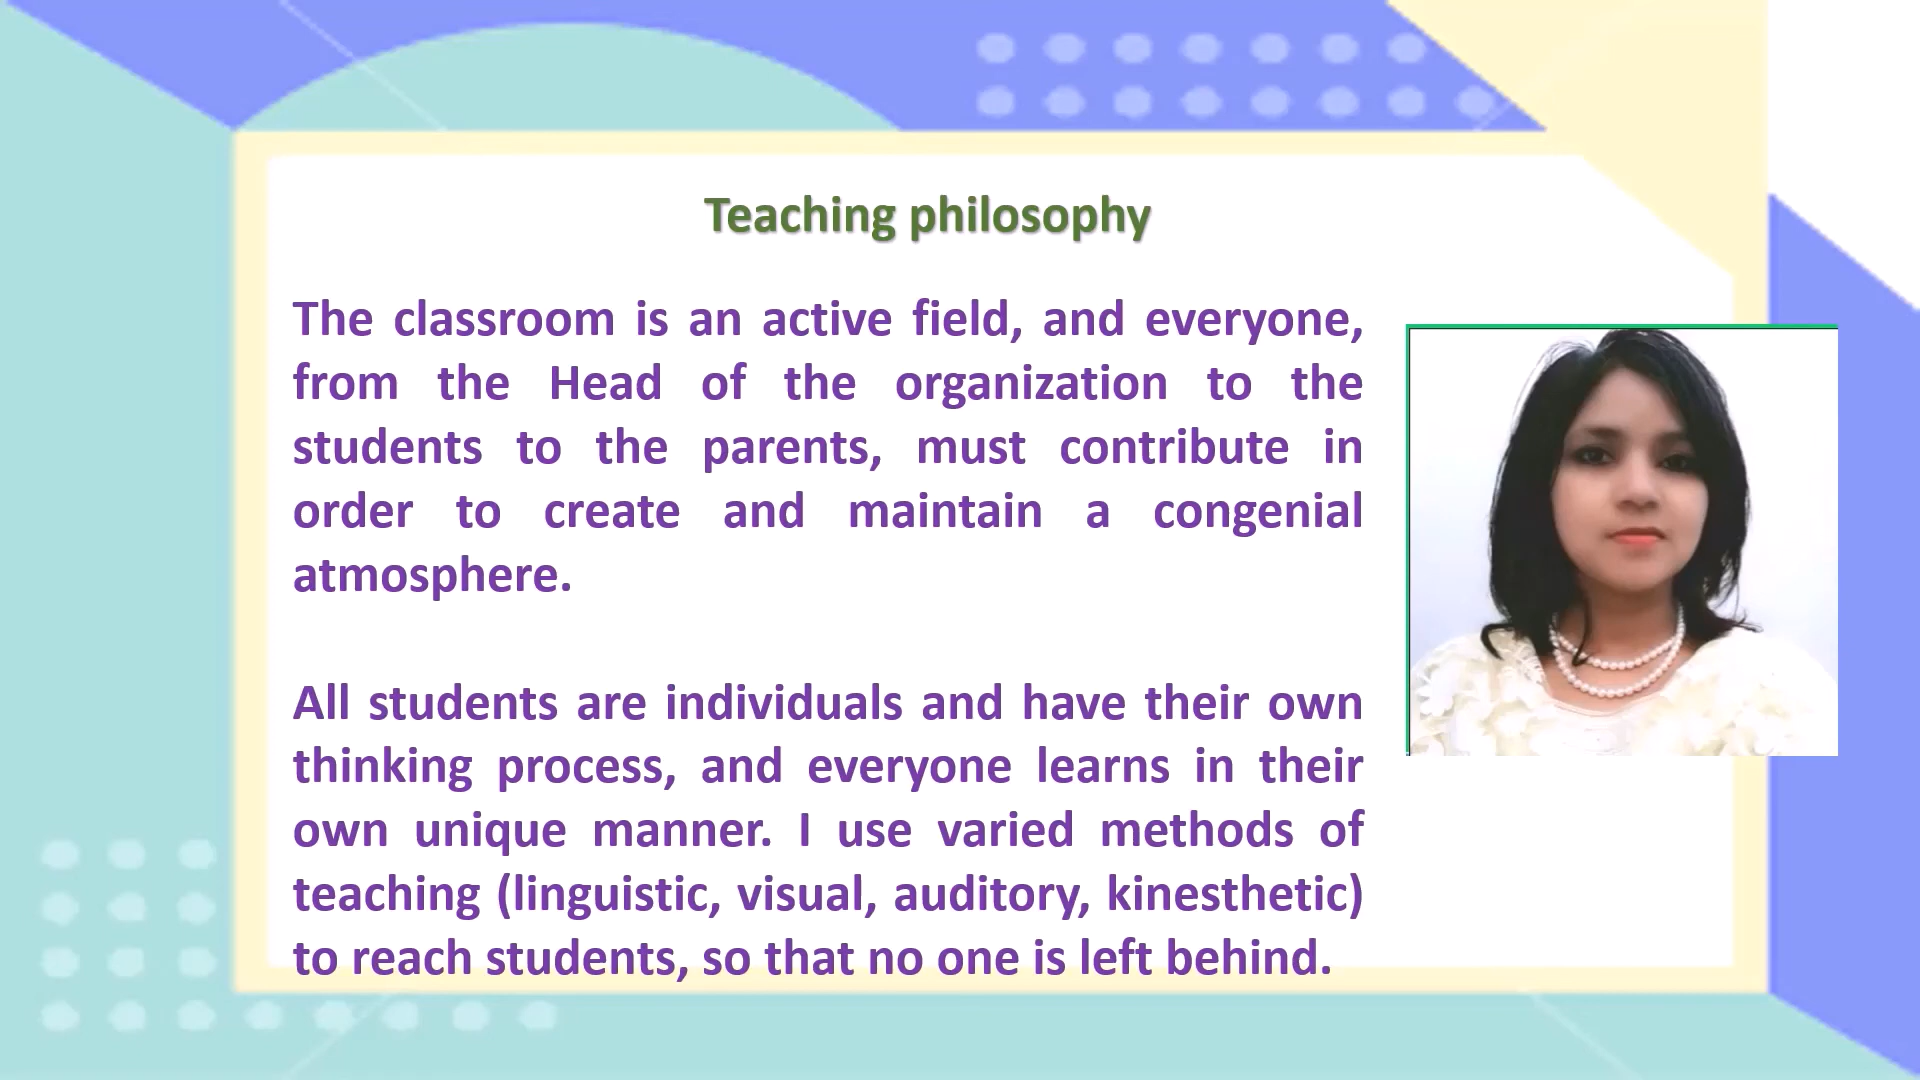 Teaching philosophy
The classroom is an active field, and everyone,
from the Head of the organization to the
students to the parents, must contribute in
order to create and maintain a congenial
atmosphere.
All students are individuals and have their own
thinking process, and everyone learns in their
own unique manner. I use varied methods of
teaching (linguistic, visual, auditory, kinesthetic)
to reach students, so that no one is left behind.